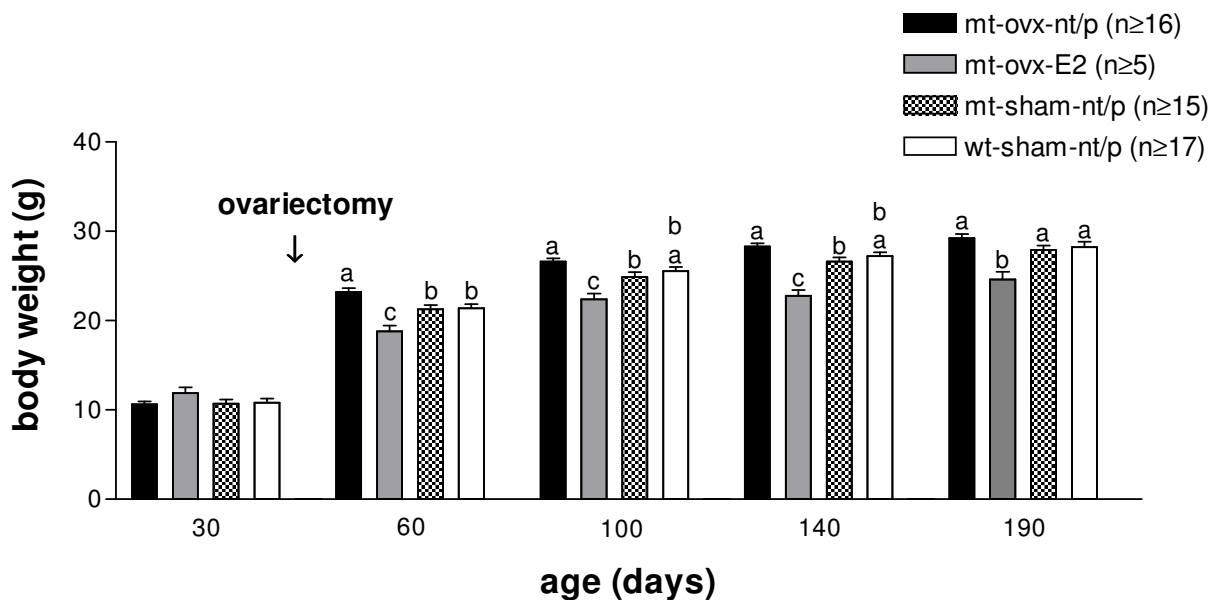 mt-ovx-nt/p (n≥16)
mt-ovx-E2 (n≥5)
mt-sham-nt/p (n≥15)
wt-sham-nt/p (n≥17)
body weight (g)
40
30
20
10
0
ovariectomy
↓
a
c
b
b
a
c
b
b
a
a
c
b
b
a
a
b
a
a
30
60
100
140
190
age (days)